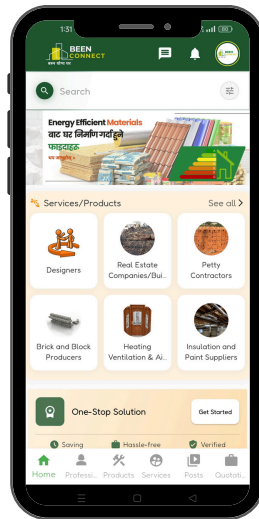 1:31
BEEN
CONNECT
Search
Energy Efficient Materials
बाट घर निर्माण गर्दा हुने
फाइदाहरू
Services/Products
See all
Designers
Real Estate
Companies/Bui...
Petty
Contractors
Brick and Block
Producers
Heating
Ventilation & Ai...
Insulation and
Paint Suppliers
One-Stop Solution
Get Started
Saving
Hassle-free
Verified
Home
Professi...
Products
Services
Posts
Quotati...